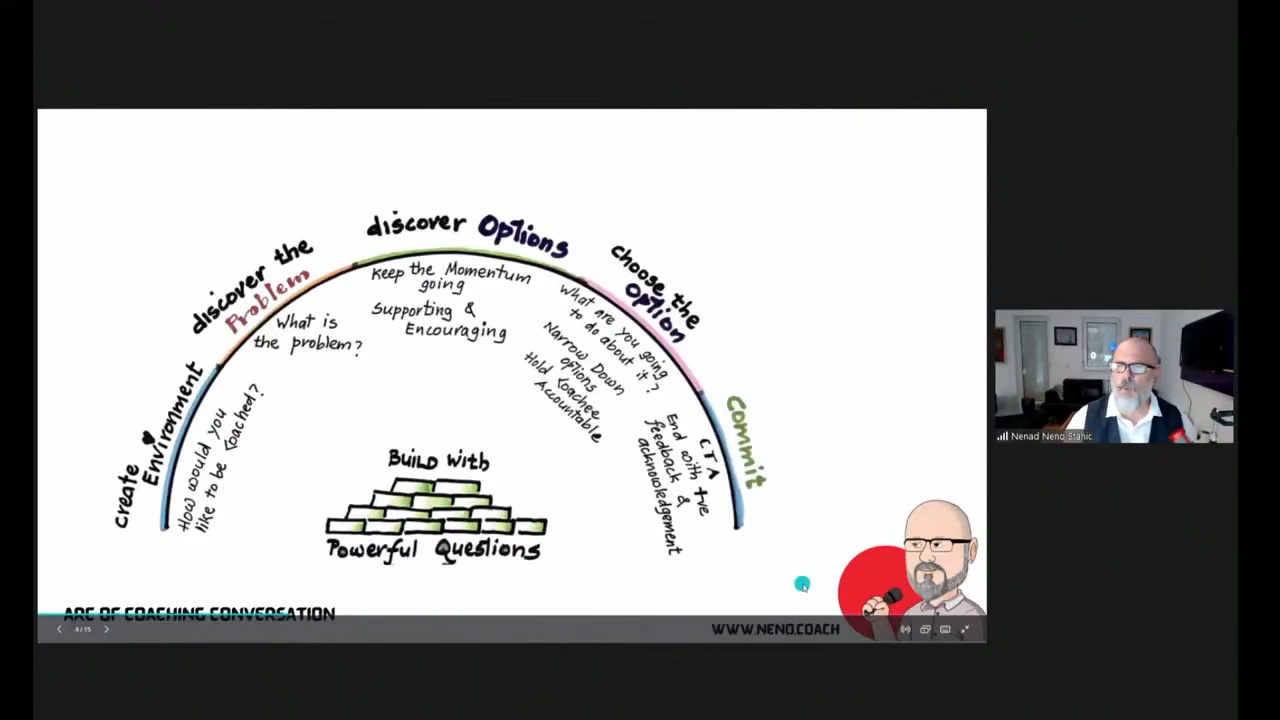 create
Environment
How would you
like to be Coached?
discover the
Problem
What is
the problem?
discover Options
Keep the Momentum
going
Supporting &
Encouraging
choose the
Option
What are you going
to do about it?
Narrow Down
options
Hold Coachee
Accountable
Commit
CTA
End with +ve
feedback &
acknowledgement
Build with
Powerful Questions
ARC OF COACHING CONVERSATION
4/15
WWW.NENO.COACH
Nenad Neno Stanic